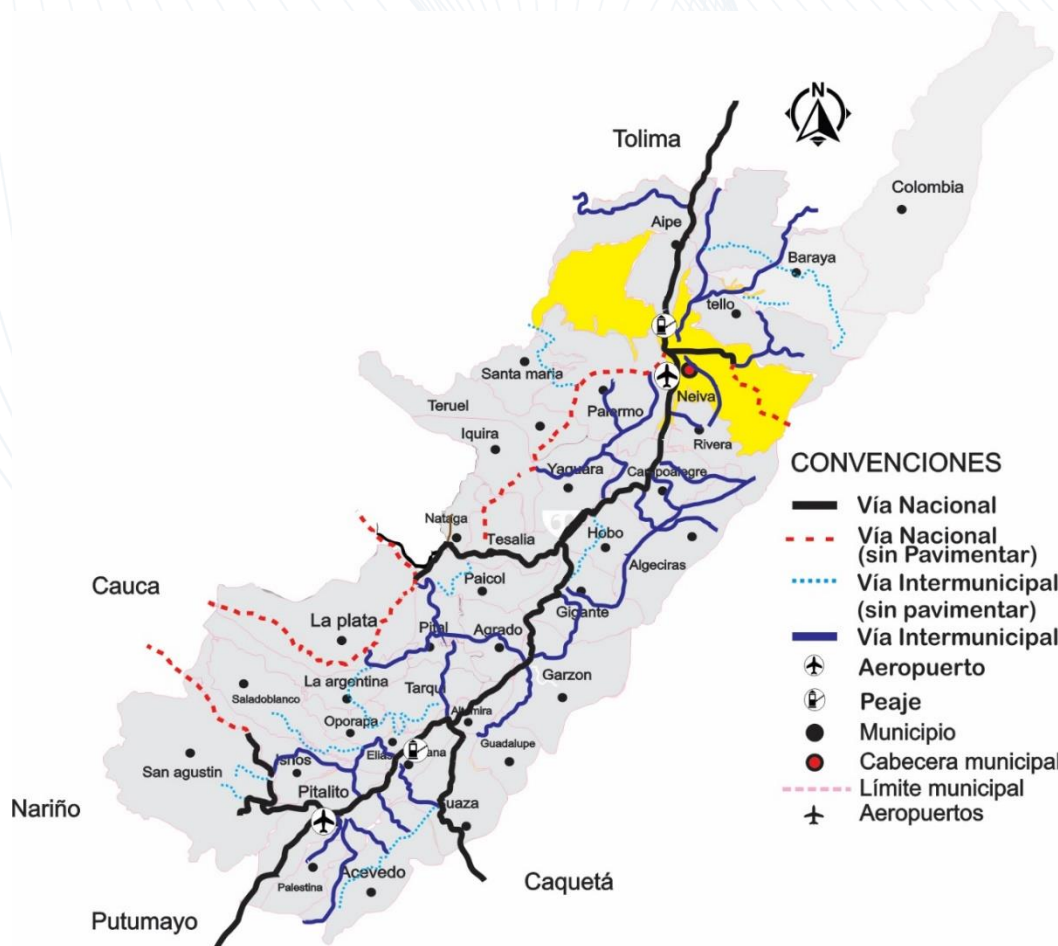 N
Tolima
Colombia
Aipe
Baraya
tello
Santa maria
Neiva
Teruel
Palermo
Iquira
Rivera
CONVENCIONES
Yaguara
Campoalegre
Vía Nacional
Nataga
Vía Nacional
(sin Pavimentar)
Tesalia
Hobo
Algeciras
Cauca
Paicol
Vía Intermunicipal
(sin pavimentar)
Gigante
La plata
Pital
Agrado
Vía Intermunicipal
Aeropuerto
La argentina
Tarqui
Garzon
Saladoblanco
Peaje
Oporapa
Altamira
Municipio
Elias
ana
Guadalupe
Cabecera municipal
San agustin
Isnos
Límite municipal
Pitalito
uaza
Aeropuertos
Nariño
Palestina
Acevedo
Caquetá
Putumayo